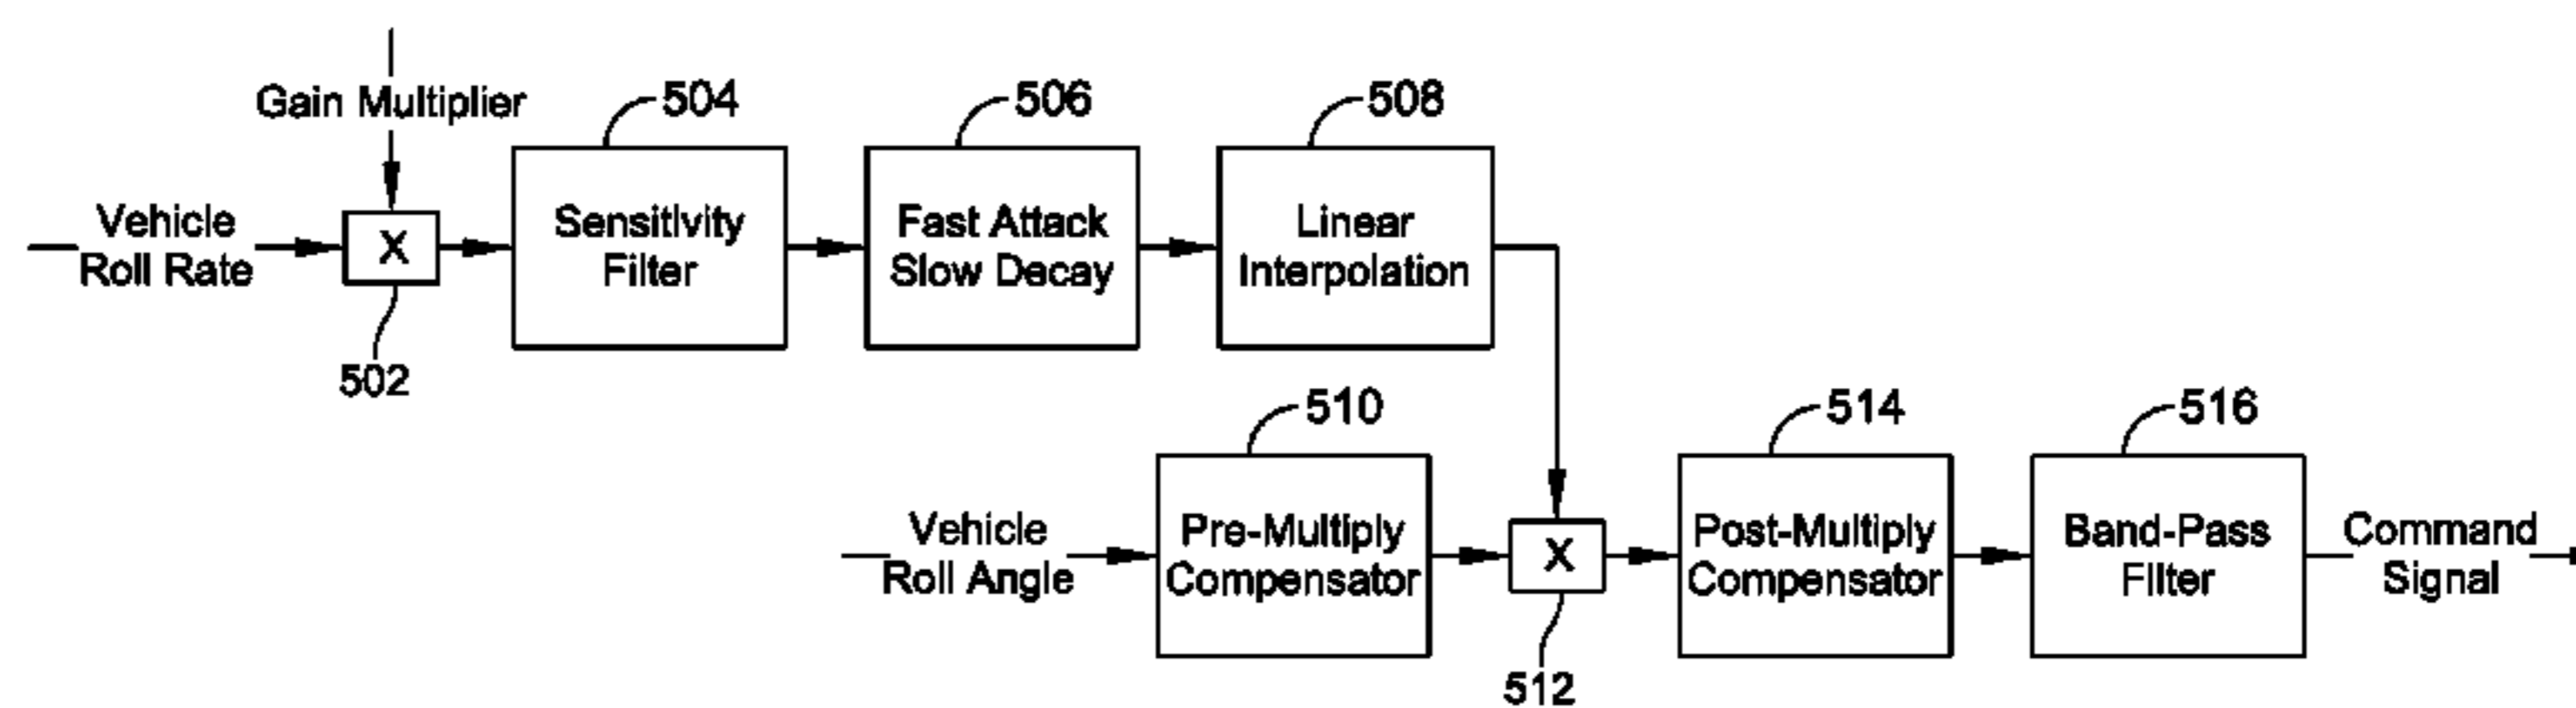 Gain Multiplier
504
506
508
Vehicle
Roll Rate
X
Sensitivity
Filter
Fast Attack
Slow Decay
Linear
Interpolation
502
510
514
516
Vehicle
Roll Angle
Pre-Multiply
Compensator
X
Post-Multiply
Compensator
Band-Pass
Filter
Command
Signal
512